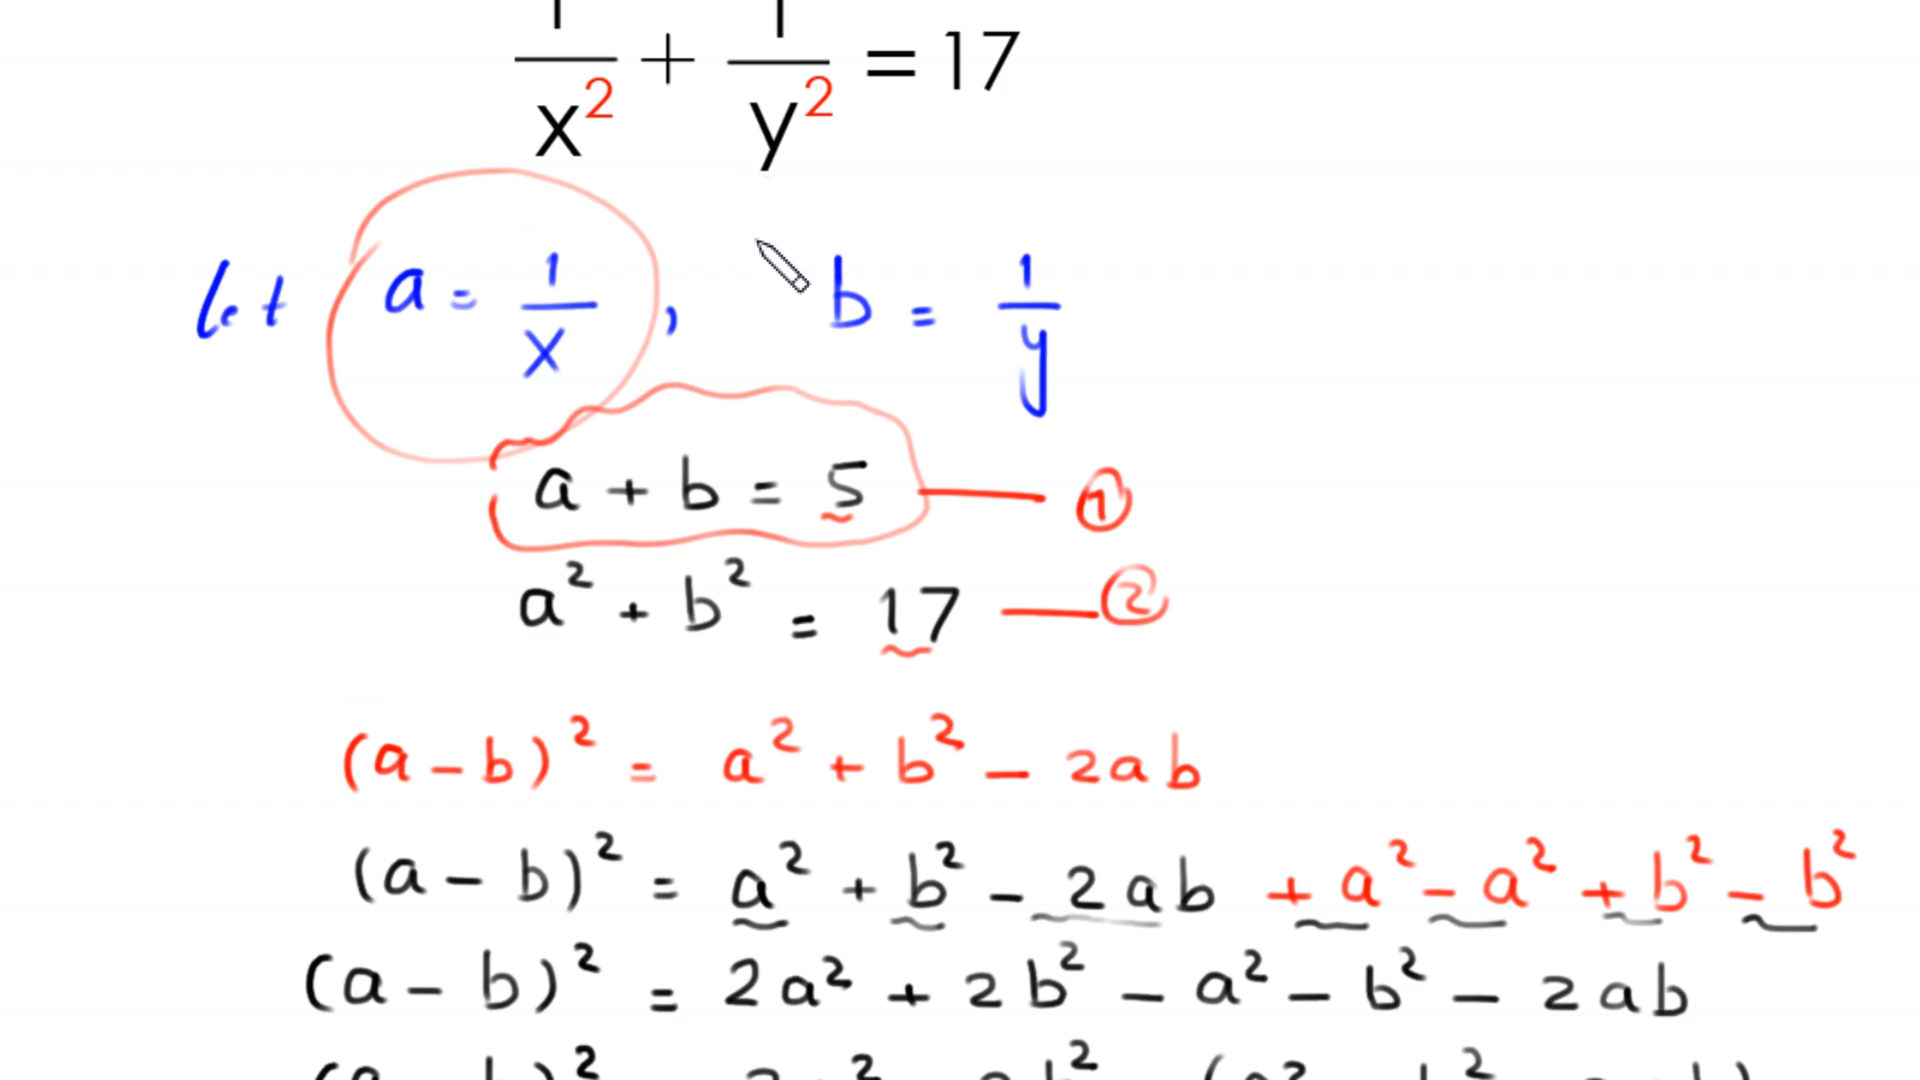 1/x² + 1/y² = 17
let a = 1/x , b = 1/y
a + b = 5 — ①
a² + b² = 17 — ②
(a - b)² = a² + b² - 2ab
(a - b)² = a² + b² - 2ab + a² - a² + b² - b²
(a - b)² = 2a² + 2b² - a² - b² - 2ab